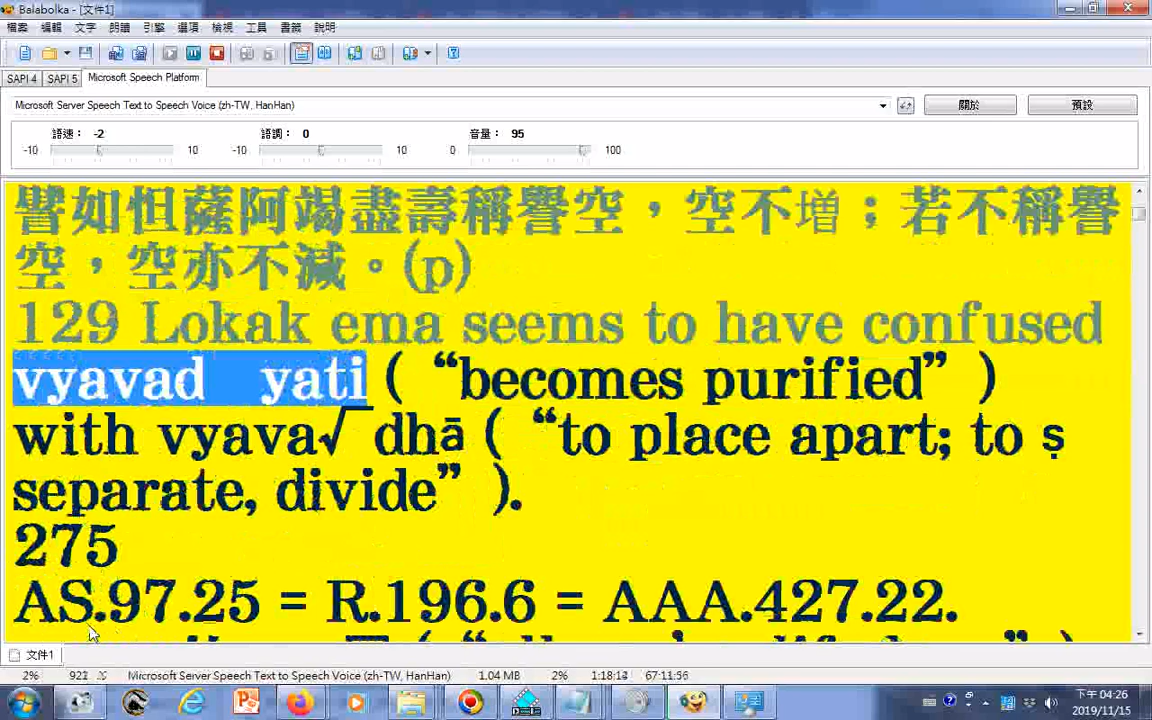 Balabolka - [文件1]
檔案 編輯 文字 朗讀 引擎 選項 檢視 工具 書籤 說明
SAPI 4 SAPI 5 Microsoft Speech Platform
Microsoft Server Speech Text to Speech Voice (zh-TW, HanHan) 關於 預設
語速： -2 語調： 0 音量： 95
-10 10 -10 10 0 100
譬如怛薩阿竭盡壽稱譽空，空不增；若不稱譽
空，空亦不減。(p)
129 Lokak ema seems to have confused
vyavad yati ( “becomes purified” )
with vyava√ dhā ( “to place apart; to ṣ
separate, divide” ).
275
AS.97.25 = R.196.6 = AAA.427.22.
文件1
2% 922 Microsoft Server Speech Text to Speech Voice (zh-TW, HanHan) 1.04 MB 2% 1:18:14 67:11:56
下午 04:26
2019/11/15